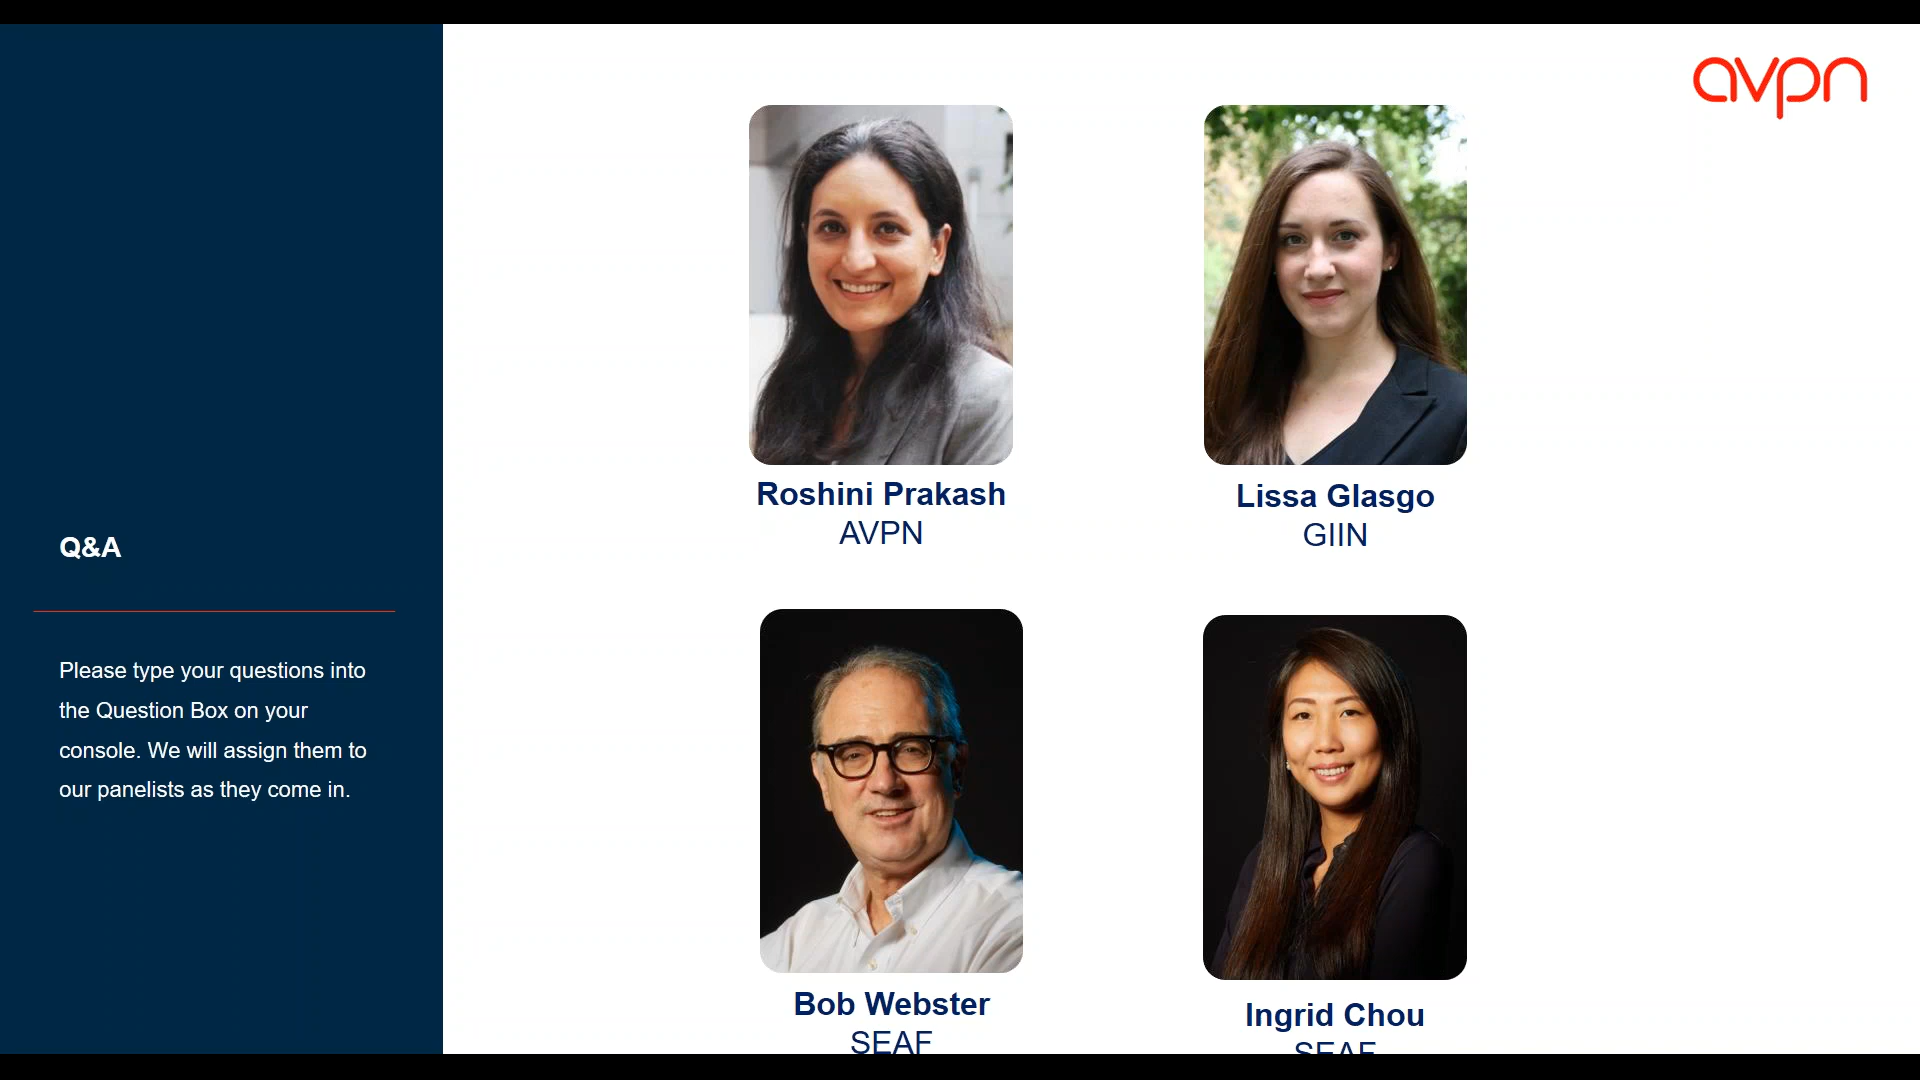 avpn
Roshini Prakash
AVPN
Lissa Glasgo
GIIN
Q&A
Please type your questions into
the Question Box on your
console. We will assign them to
our panelists as they come in.
Bob Webster
SEAF
Ingrid Chou
SEAF